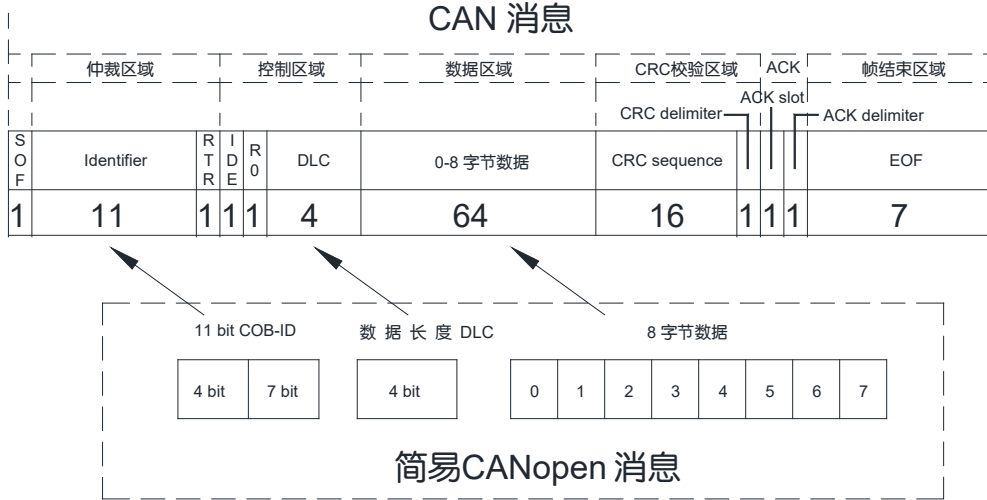 CAN 消息
仲裁区域 控制区域 数据区域 CRC校验区域 ACK 帧结束区域
ACK slot
CRC delimiter ACK delimiter
SOF Identifier RTR IDE R0 DLC 0-8 字节数据 CRC sequence EOF
1 11 1 1 1 4 64 16 1 1 1 7
11 bit COB-ID 数 据 长 度 DLC 8 字节数据
4 bit 7 bit 4 bit 0 1 2 3 4 5 6 7
简易CANopen 消息